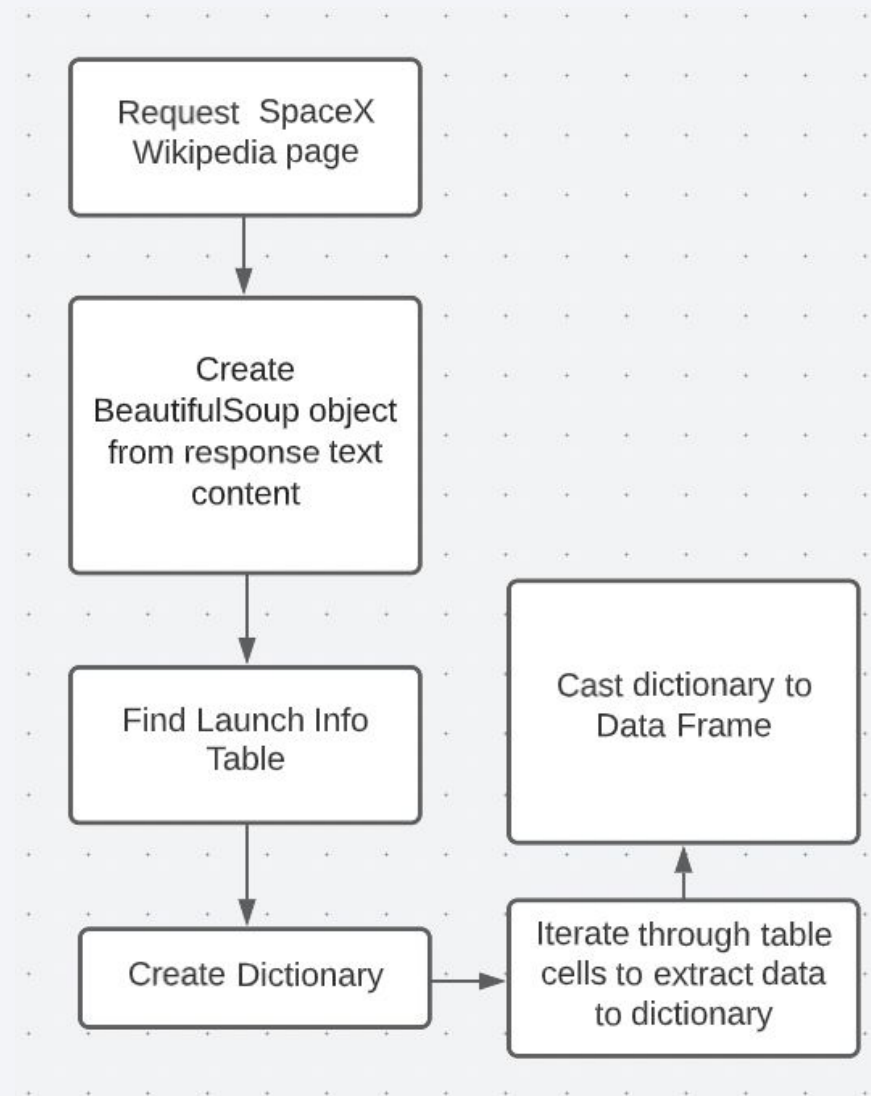 Request SpaceX
Wikipedia page
Create
BeautifulSoup object
from response text
content
Find Launch Info
Table
Create Dictionary
Iterate through table
cells to extract data
to dictionary
Cast dictionary to
Data Frame